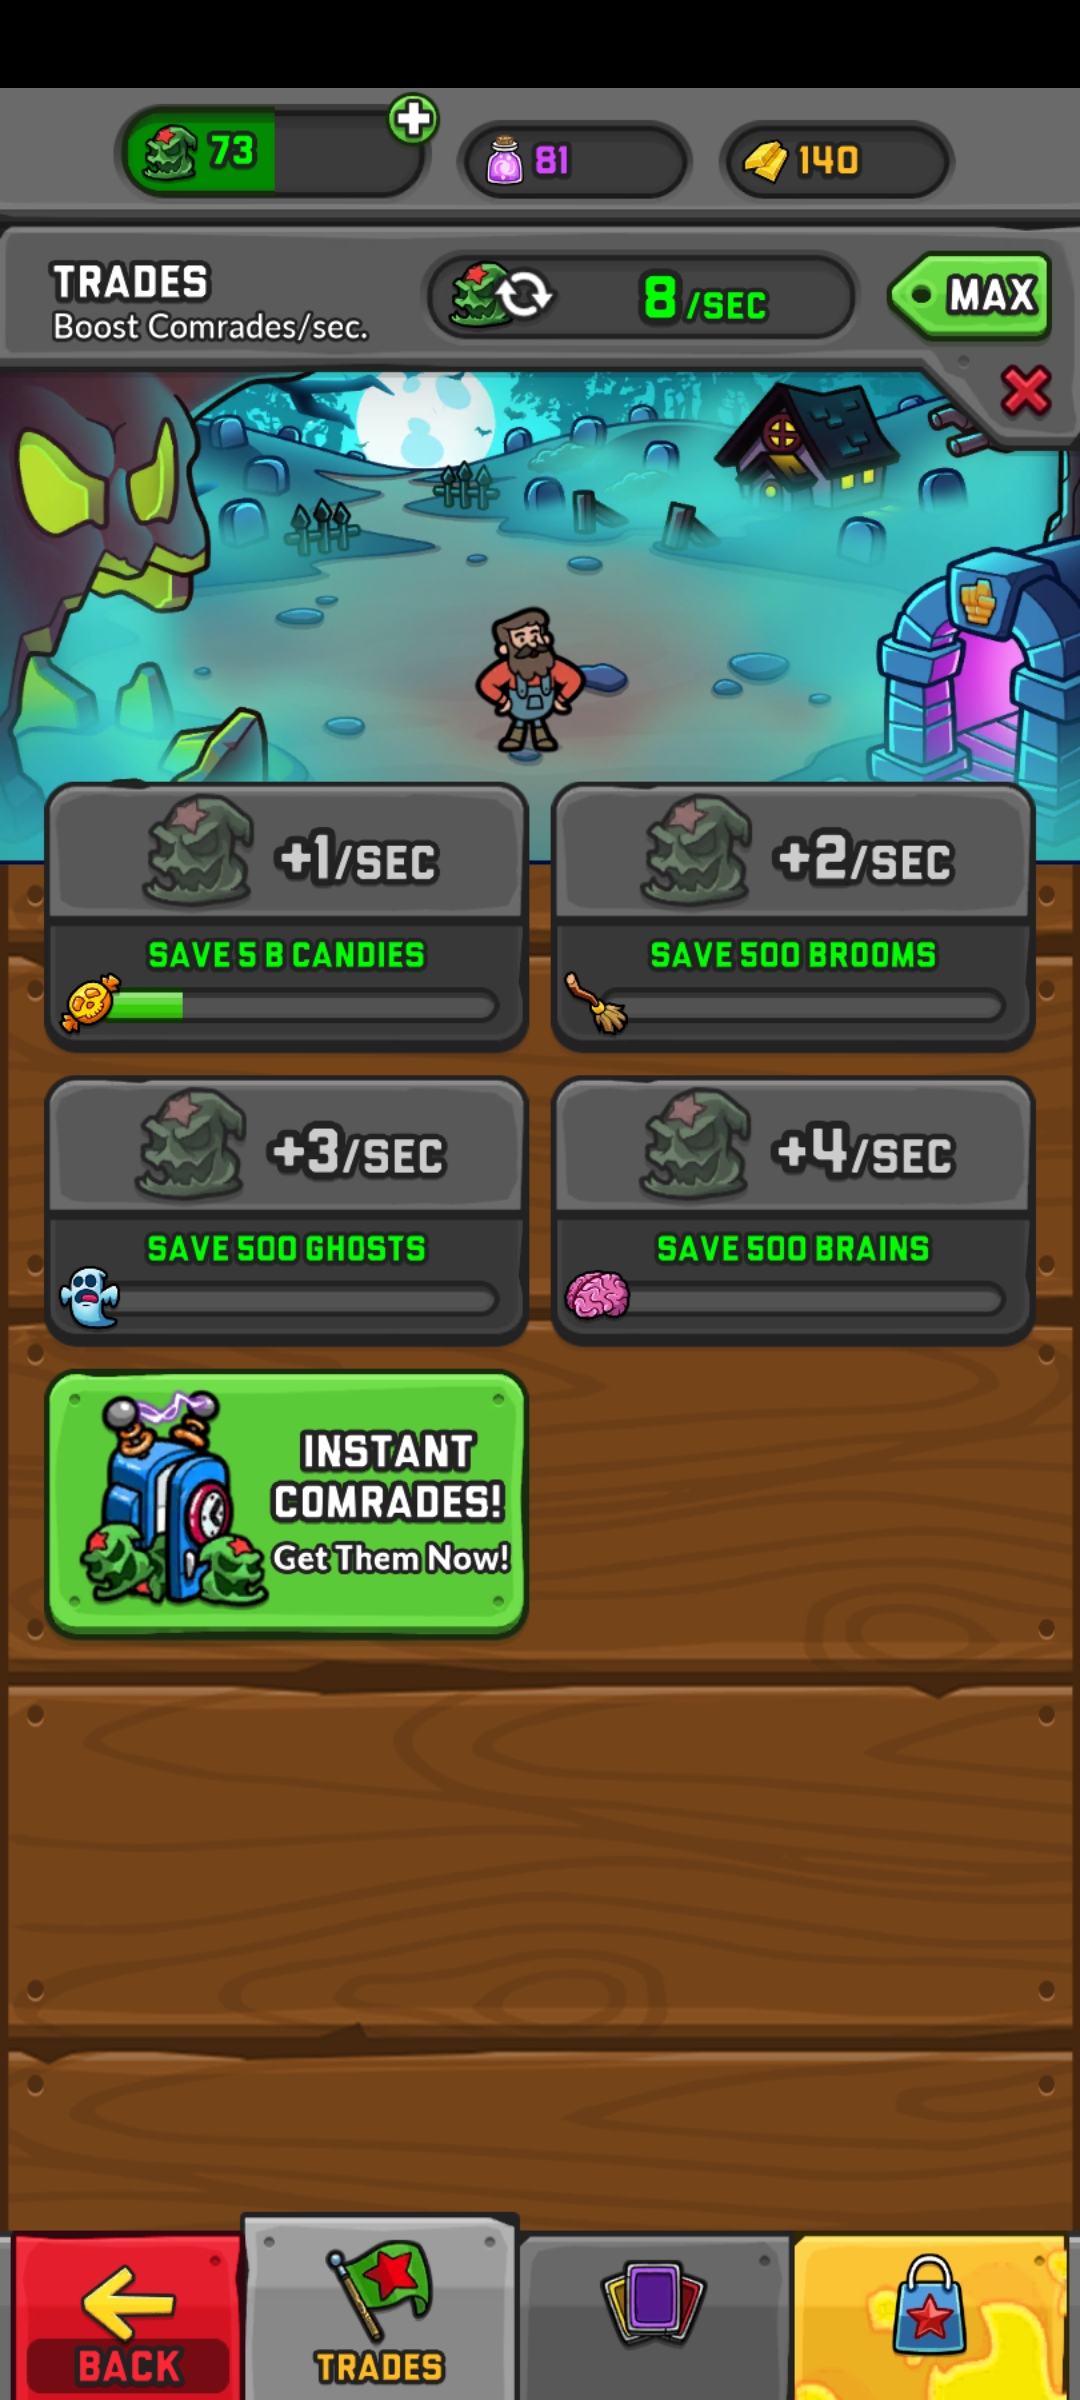 73
81
140
TRADES
Boost Comrades/sec.
8/SEC
MAX
+1/SEC
+2/SEC
SAVE 5 B CANDIES
SAVE 500 BROOMS
+3/SEC
+4/SEC
SAVE 500 GHOSTS
SAVE 500 BRAINS
INSTANT
COMRADES!
Get Them Now!
BACK
TRADES